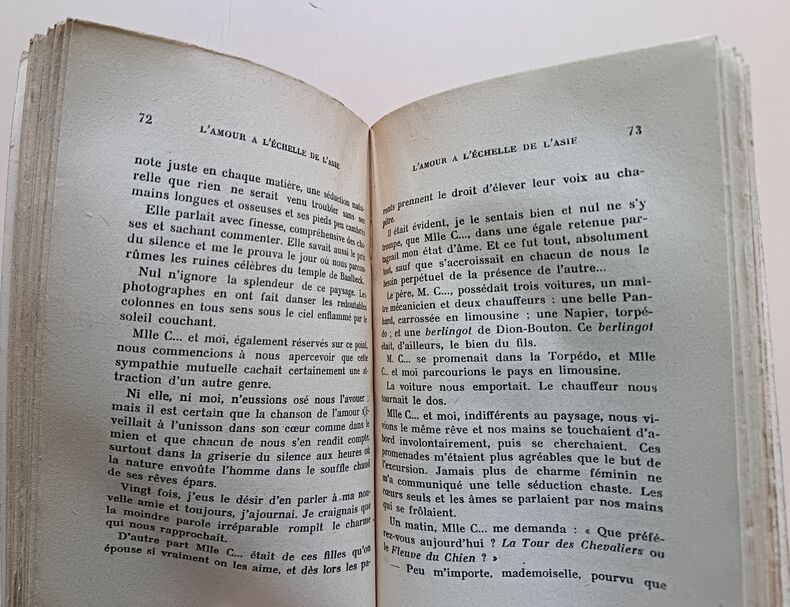 72
L'AMOUR A L'ÉCHELLE DE L'ASIE
note juste en chaque matière, une séduction natu-
relle que rien ne serait venu troubler sans ses
mains longues et osseuses et ses pieds peu cambrés.
Elle parlait avec finesse, compréhensive des cho-
ses et sachant commenter. Elle savait aussi le prix
du silence et me le prouva le jour où nous parcou-
rûmes les ruines célèbres du temple de Baalbeck.
Nul n'ignore la splendeur de ce paysage. Les
photographes en ont fait danser les redoutables
colonnes en tous sens sous le ciel enflammé par le
soleil couchant.
Mlle C... et moi, également réservés sur ce point,
nous commencions à nous apercevoir que cette
sympathie mutuelle cachait certainement une at-
traction d'un autre genre.
Ni elle, ni moi, n'eussions osé nous l'avouer ;
mais il est certain que la chanson de l'amour s'é-
veillait à l'unisson dans son cœur comme dans le
mien et que chacun de nous s'en rendit compte,
surtout dans la griserie du silence aux heures où
la nature envoûte l'homme dans le souffle chaud
de ses rêves épars.
Vingt fois, j'eus le désir d'en parler à ma nou-
velle amie et toujours, j'ajournai. Je craignais que
la moindre parole irréparable rompît le charme
qui nous rapprochait.
D'autre part Mlle C... était de ces filles qu'on
épouse si vraiment on les aime, et dès lors les pa-
73
L'AMOUR A L'ÉCHELLE DE L'ASIE
rents prennent le droit d'élever leur voix au cha-
pitre.
Il était évident, je le sentais bien et nul ne s'y
trompe, que Mlle C..., dans une égale retenue par-
tageait mon état d'âme. Et ce fut tout, absolument
tout, sauf que s'accroissait en chacun de nous le
besoin perpétuel de la présence de l'autre...
Le père, M. C..., possédait trois voitures, un maî-
tre mécanicien et deux chauffeurs : une belle Pan-
hard, carrossée en limousine ; une Napier, torpé-
do ; et une berlingot de Dion-Bouton. Ce berlingot
était, d'ailleurs, le bien du fils.
M. C... se promenait dans la Torpédo, et Mlle
C... et moi parcourions le pays en limousine.
La voiture nous emportait. Le chauffeur nous
tournait le dos.
Mlle C... et moi, indifférents au paysage, nous vi-
vions le même rêve et nos mains se touchaient d'a-
bord involontairement, puis se cherchaient. Ces
promenades m'étaient plus agréables que le but de
l'excursion. Jamais plus de charme féminin ne
m'a communiqué une telle séduction chaste. Les
cœurs seuls et les âmes se parlaient par nos mains
qui se frôlaient.
Un matin, Mlle C... me demanda : « Que préfé-
rez-vous aujourd'hui ? La Tour des Chevaliers ou
le Fleuve du Chien ? »
— Peu m'importe, mademoiselle, pourvu que